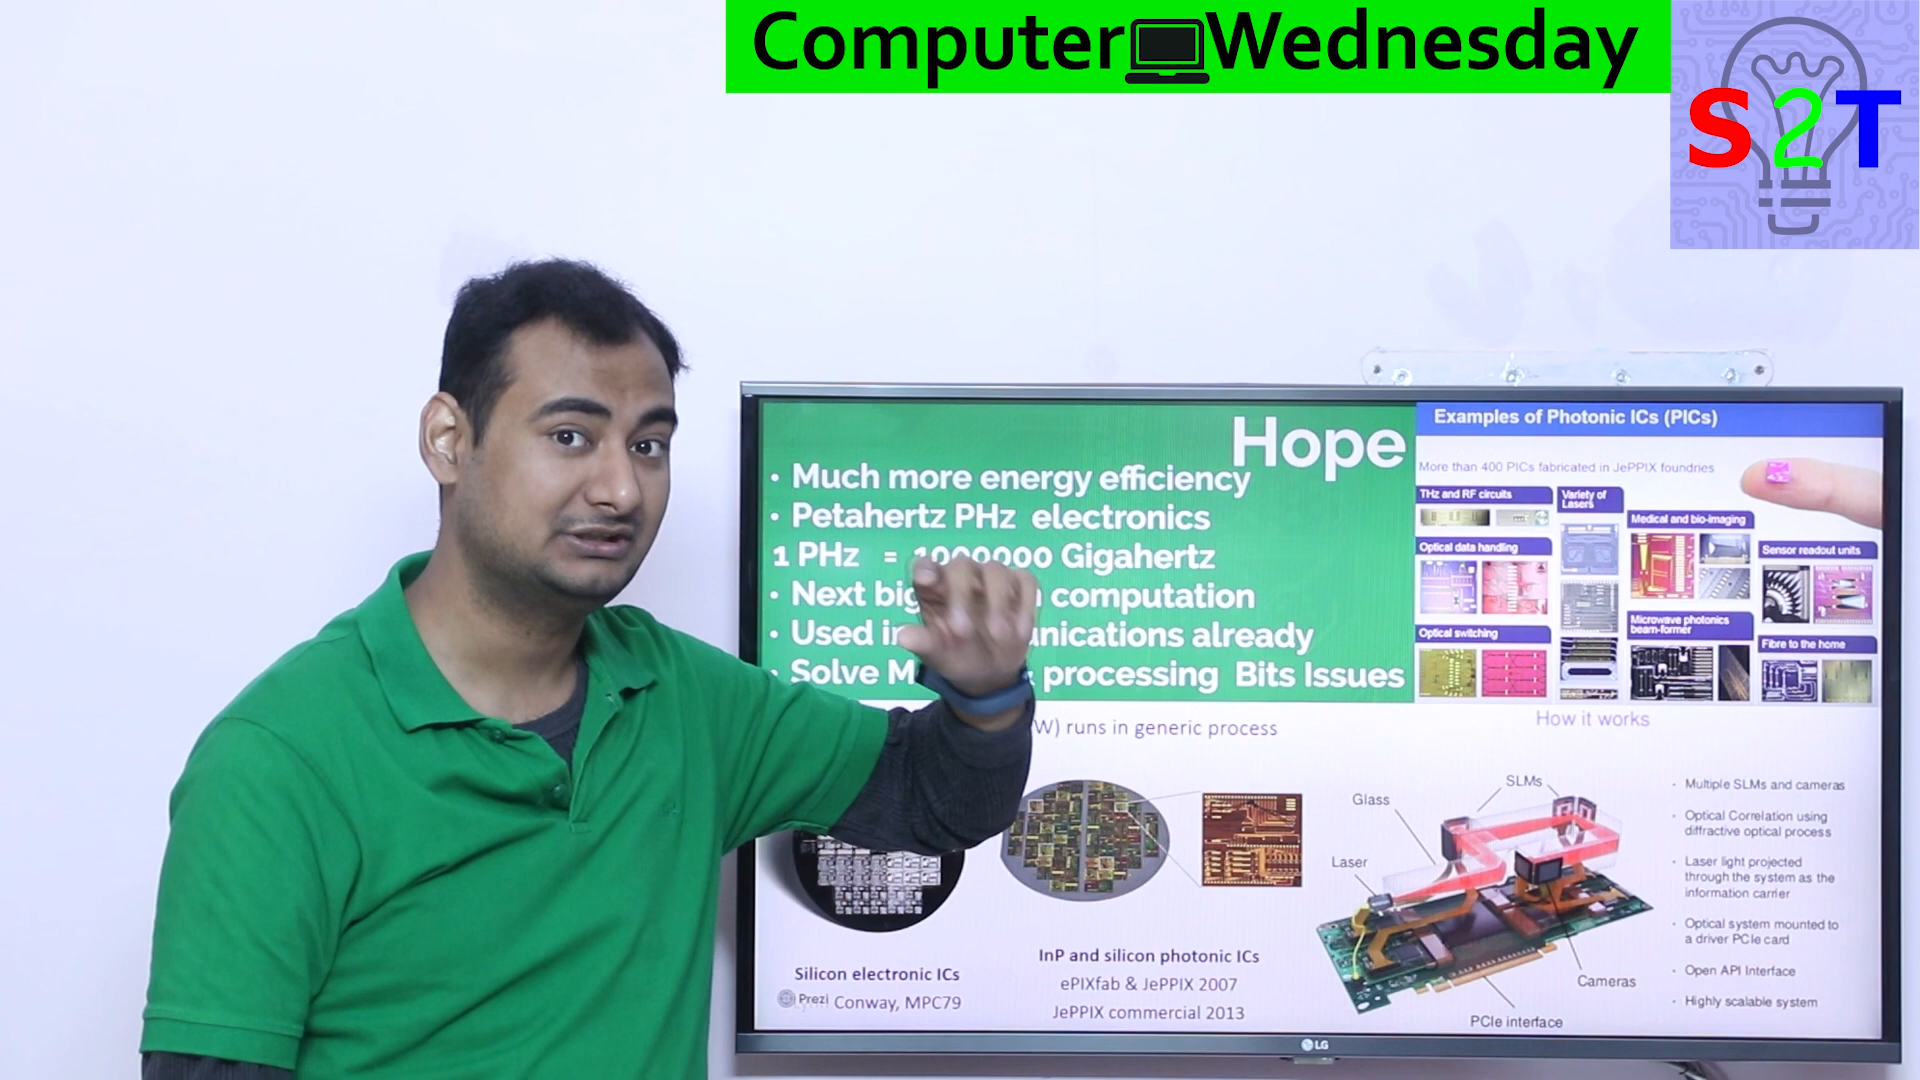 Computer Wednesday
S2T
Hope
• Much more energy efficiency
• Petahertz PHz electronics
1 PHz = 1000000 Gigahertz
• Next big computation
• Used in unications already
• Solve M processing Bits Issues
Examples of Photonic ICs (PICs)
More than 400 PICs fabricated in JePPIX foundries
THz and RF circuits
Variety of
Lasers
Medical and bio-imaging
Optical data handling
Sensor readout units
Microwave photonics
beam-former
Optical switching
Fibre to the home
W) runs in generic process
Silicon electronic ICs
Prezi Conway, MPC79
InP and silicon photonic ICs
ePIXfab & JePPIX 2007
JePPIX commercial 2013
How it works
SLMs
Glass
Laser
Cameras
PCIe interface
• Multiple SLMs and cameras
• Optical Correlation using
diffractive optical process
• Laser light projected
through the system as the
information carrier
• Optical system mounted to
a driver PCIe card
• Open API Interface
• Highly scalable system
LG